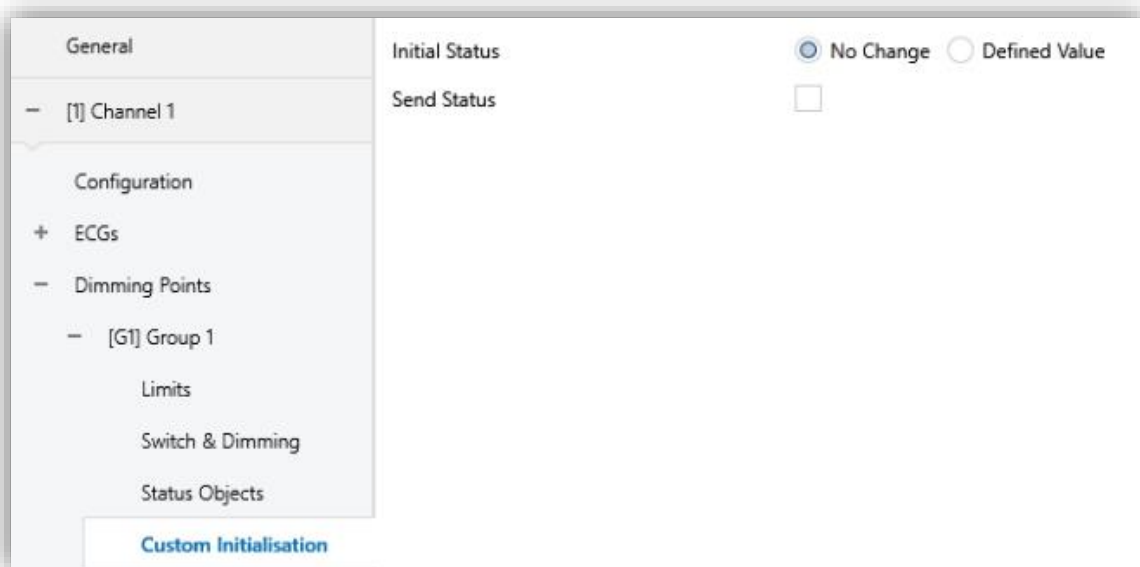 General
[1] Channel 1
Configuration
+ ECGs
Dimming Points
[G1] Group 1
Limits
Switch & Dimming
Status Objects
Custom Initialisation
Initial Status No Change Defined Value
Send Status